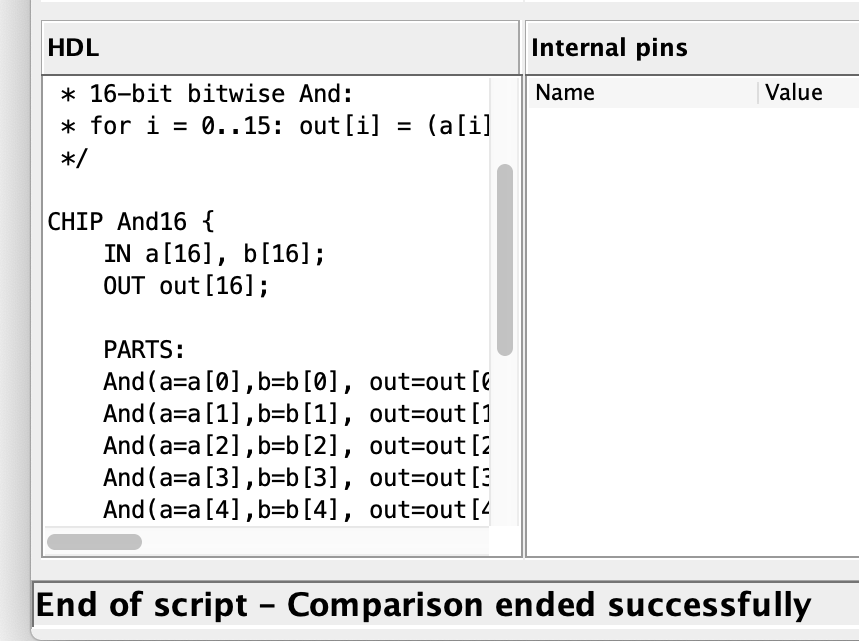 HDL
 * 16-bit bitwise And:
 * for i = 0..15: out[i] = (a[i]
 */
CHIP And16 {
    IN a[16], b[16];
    OUT out[16];
    PARTS:
    And(a=a[0],b=b[0], out=out[0
    And(a=a[1],b=b[1], out=out[1
    And(a=a[2],b=b[2], out=out[2
    And(a=a[3],b=b[3], out=out[3
    And(a=a[4],b=b[4], out=out[4
Internal pins
Name Value
End of script - Comparison ended successfully